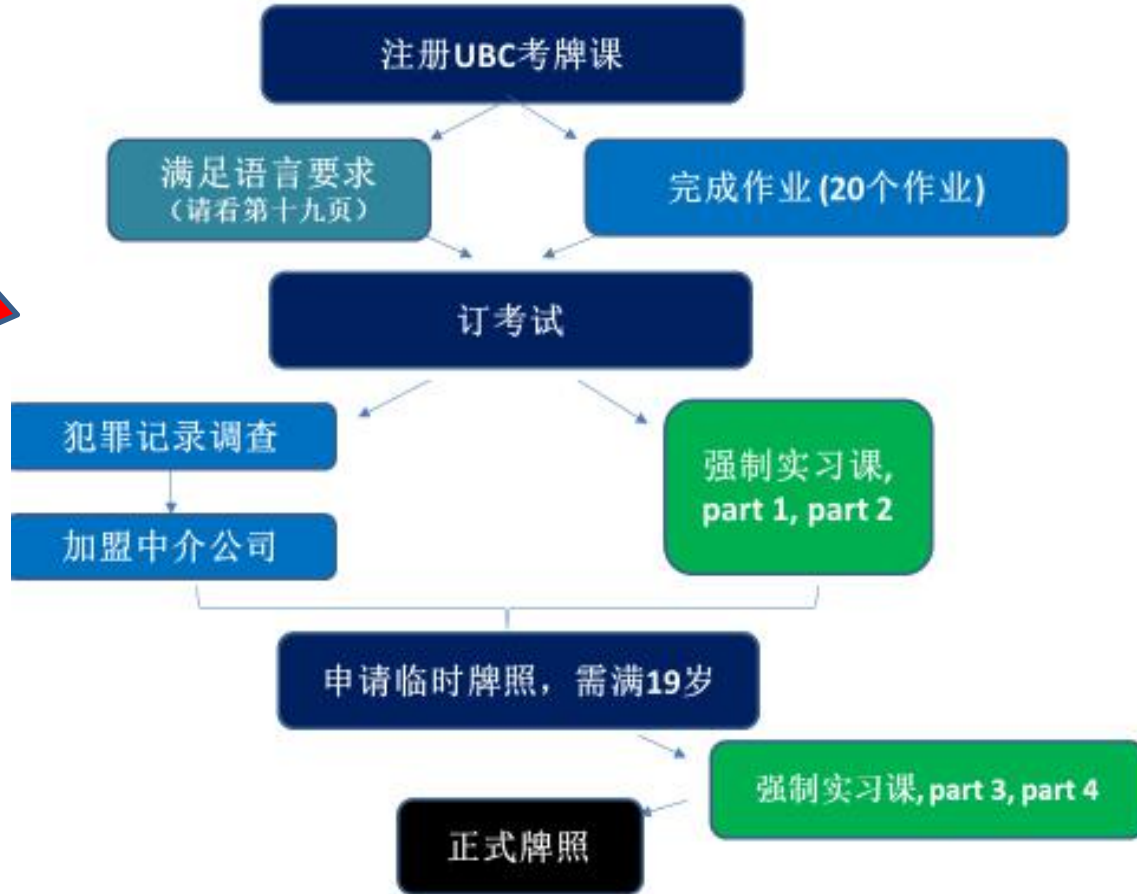 注册UBC考牌课
满足语言要求
（请看第十九页）
完成作业 (20个作业)
订考试
犯罪记录调查
加盟中介公司
强制实习课,
part 1, part 2
申请临时牌照，需满19岁
强制实习课, part 3, part 4
正式牌照